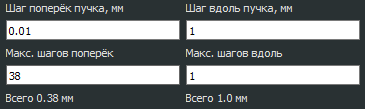 Шаг поперёк пучка, мм Шаг вдоль пучка, мм
0.01 1
Макс. шагов поперёк Макс. шагов вдоль
38 1
Всего 0.38 мм Всего 1.0 мм